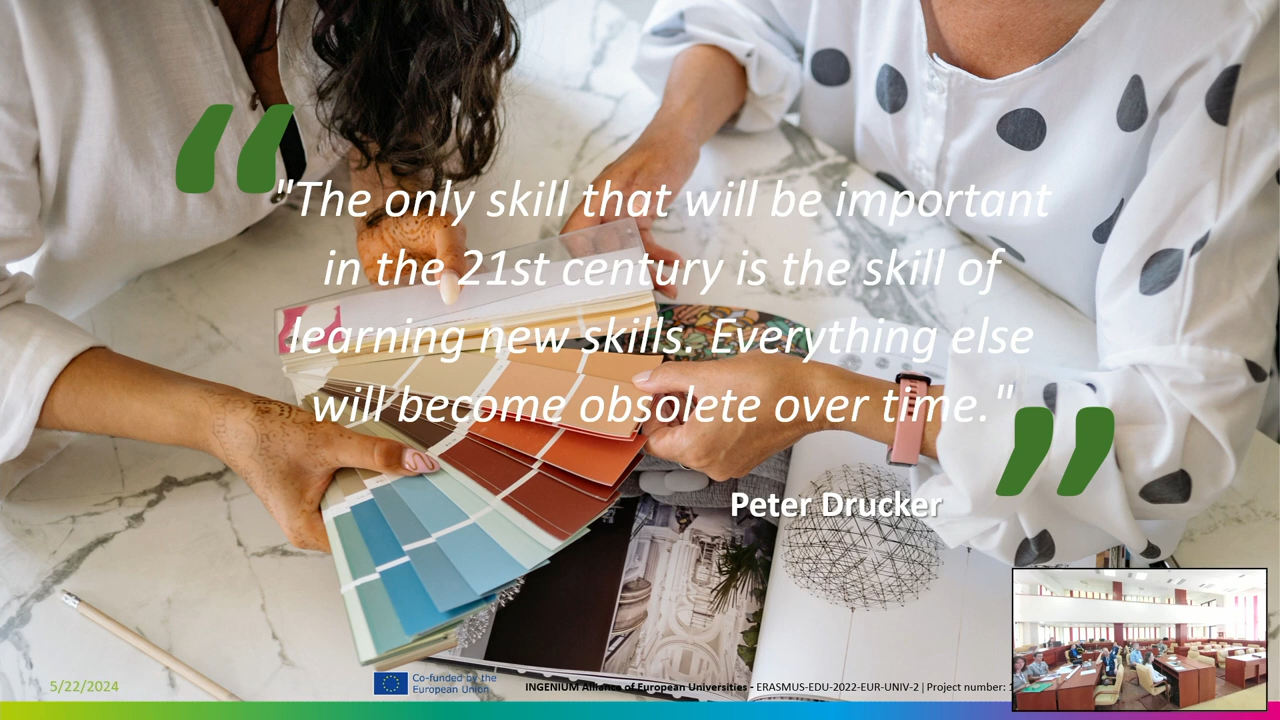 "The only skill that will be important
in the 21st century is the skill of
learning new skills. Everything else
will become obsolete over time."
Peter Drucker
5/22/2024
Co-funded by the
European Union
INGENIUM Alliance of European Universities - ERASMUS-EDU-2022-EUR-UNIV-2 | Project number: